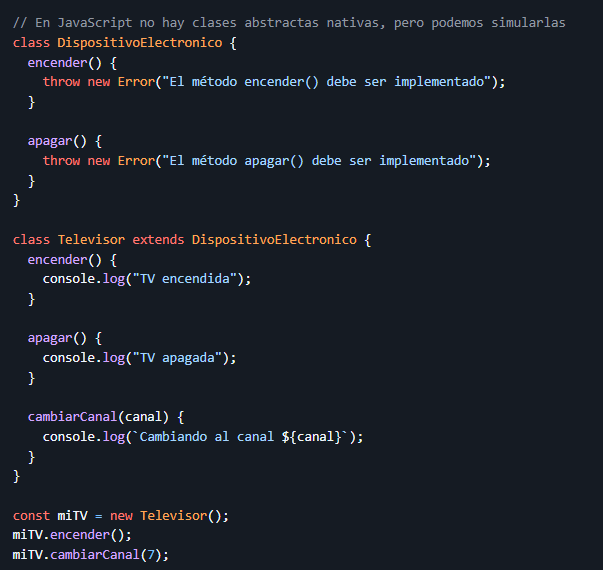 // En JavaScript no hay clases abstractas nativas, pero podemos simularlas
class DispositivoElectronico {
  encender() {
    throw new Error("El método encender() debe ser implementado");
  }

  apagar() {
    throw new Error("El método apagar() debe ser implementado");
  }
}

class Televisor extends DispositivoElectronico {
  encender() {
    console.log("TV encendida");
  }

  apagar() {
    console.log("TV apagada");
  }

  cambiarCanal(canal) {
    console.log(`Cambiando al canal ${canal}`);
  }
}

const miTV = new Televisor();
miTV.encender();
miTV.cambiarCanal(7);